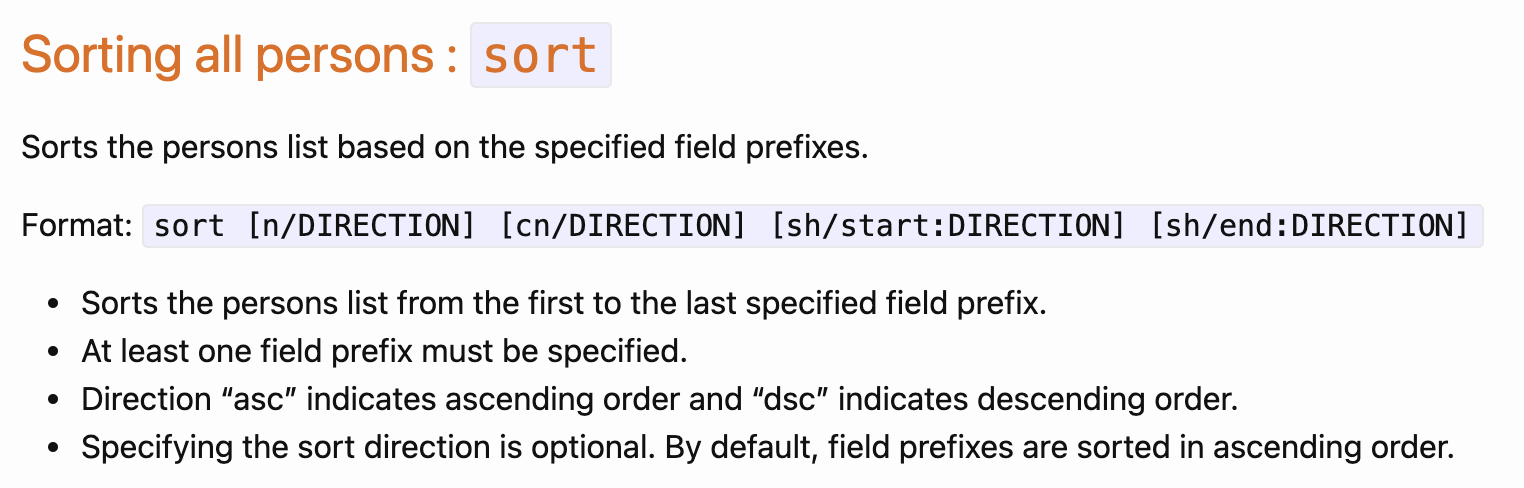 Sorting all persons : sort
Sorts the persons list based on the specified field prefixes.
Format: sort [n/DIRECTION] [cn/DIRECTION] [sh/start:DIRECTION] [sh/end:DIRECTION]
• Sorts the persons list from the first to the last specified field prefix.
• At least one field prefix must be specified.
• Direction “asc” indicates ascending order and “dsc” indicates descending order.
• Specifying the sort direction is optional. By default, field prefixes are sorted in ascending order.